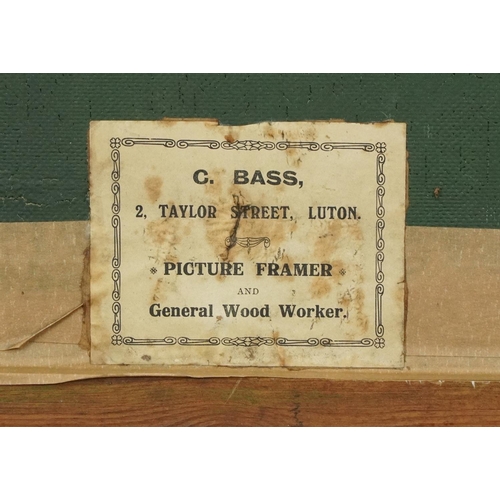 C. BASS,
2, TAYLOR STREET, LUTON.
PICTURE FRAMER
AND
General Wood Worker.